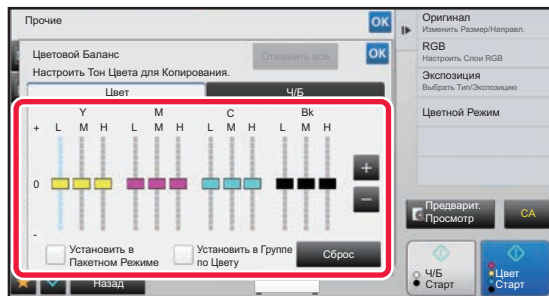 Прочие
OK
Цветовой Баланс
Отменить все
OK
Настроить Тон Цвета для Копирования.
Цвет
Ч/Б
Y
M
C
Bk
+ L M H L M H L M H L M H
+
0
−
-
Установить в
Пакетном Режиме
Установить в Группе
по Цвету
Сброс
Назад
Оригинал
Изменить Размер/Направл.
RGB
Настроить Слои RGB
Экспозиция
Выбрать Тип/Экспозицию
Цветной Режим
Предварит.
Просмотр
CA
Ч/Б
Старт
Цвет
Старт